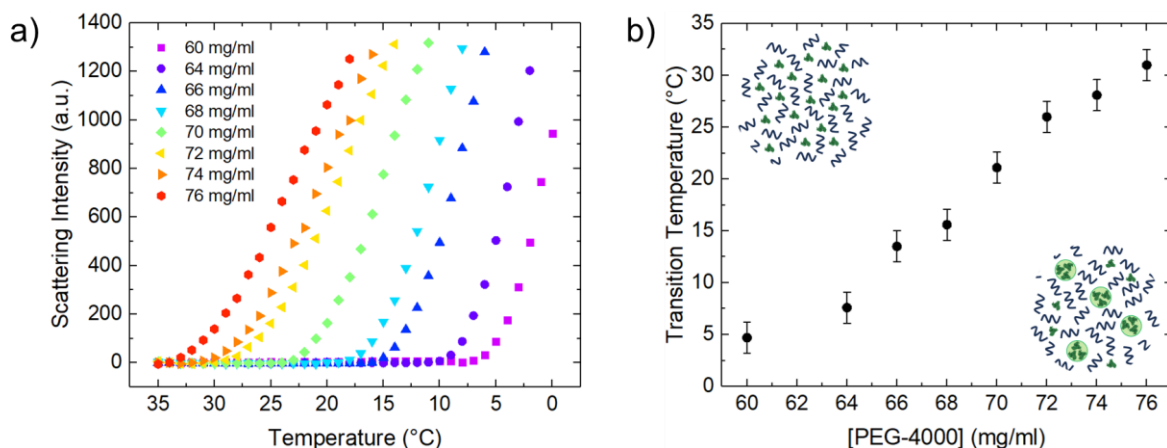 a)
Scattering Intensity (a.u.)
1400
1200
1000
800
600
400
200
0
60 mg/ml
64 mg/ml
66 mg/ml
68 mg/ml
70 mg/ml
72 mg/ml
74 mg/ml
76 mg/ml
35 30 25 20 15 10 5 0
Temperature (°C)
b)
Transition Temperature (°C)
35
30
25
20
15
10
5
0
60 62 64 66 68 70 72 74 76
[PEG-4000] (mg/ml)